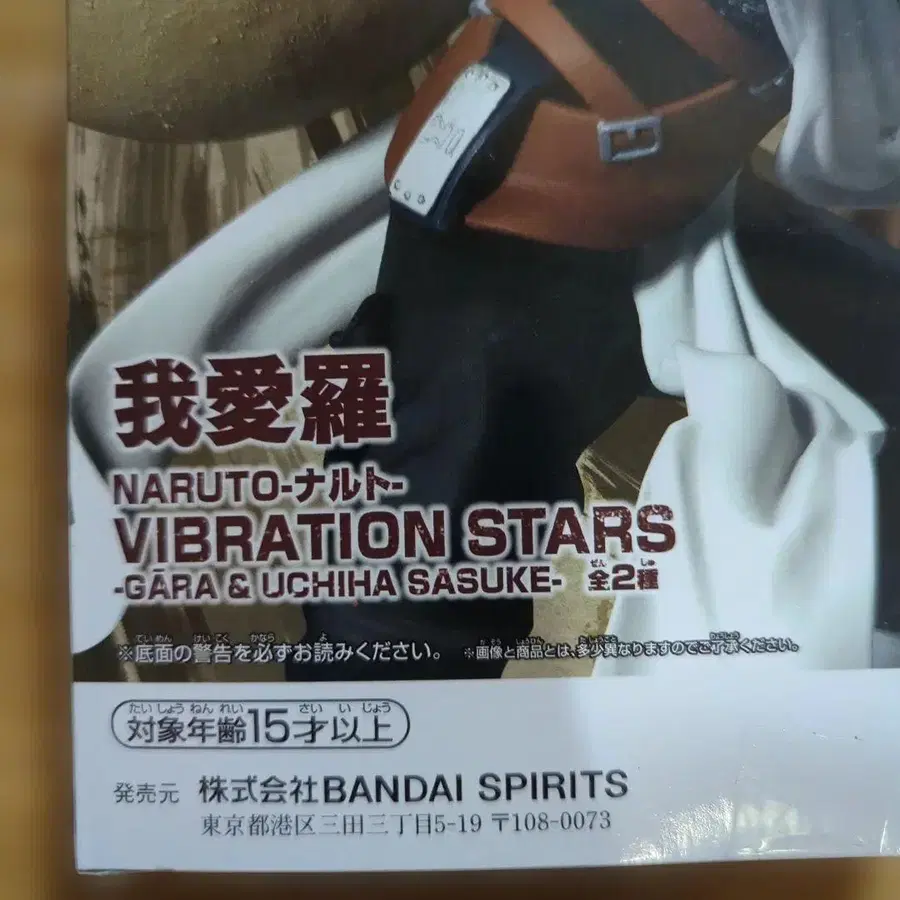 我愛羅
NARUTO-ナルト-
VIBRATION STARS
-GĀRA & UCHIHA SĀSUKE- 全2種
※底面の警告を必ずお読みください。 ※画像と商品とは、多少異なりますのでご了承ください。
対象年齢15才以上
発売元 株式会社BANDAI SPIRITS
東京都港区三田三丁目5-19 〒108-0073